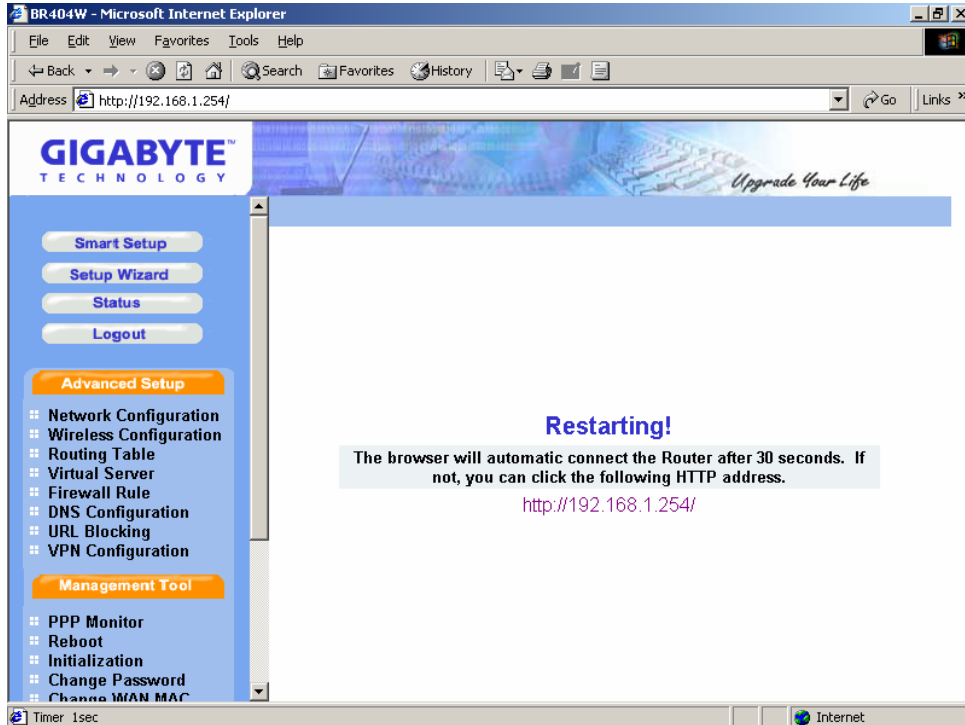 BR404W - Microsoft Internet Explorer
File Edit View Favorites Tools Help
Back Search Favorites History
Address http://192.168.1.254/ Go Links »
GIGABYTE™
TECHNOLOGY
Upgrade Your Life
Smart Setup
Setup Wizard
Status
Logout
Advanced Setup
Network Configuration
Wireless Configuration
Routing Table
Virtual Server
Firewall Rule
DNS Configuration
URL Blocking
VPN Configuration
Management Tool
PPP Monitor
Reboot
Initialization
Change Password
Change WAN MAC
Restarting!
The browser will automatic connect the Router after 30 seconds. If
not, you can click the following HTTP address.
http://192.168.1.254/
Timer 1sec
Internet